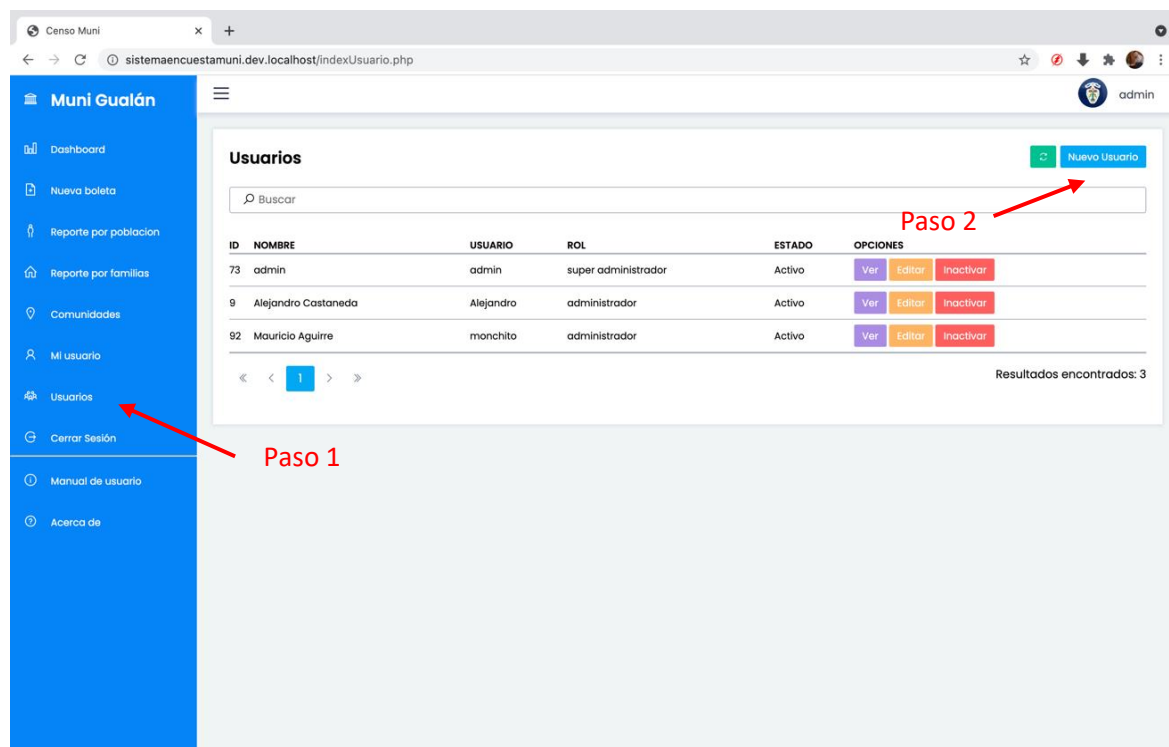 Censo Muni
sistemaencuestamuni.dev.localhost/indexUsuario.php
Muni Gualán
admin
Dashboard
Nueva boleta
Reporte por poblacion
Reporte por familias
Comunidades
Mi usuario
Usuarios
Cerrar Sesión
Manual de usuario
Acerca de
Usuarios
Nuevo Usuario
Buscar
Paso 2
ID NOMBRE USUARIO ROL ESTADO OPCIONES
73 admin admin super administrador Activo Ver Editar Inactivar
9 Alejandro Castaneda Alejandro administrador Activo Ver Editar Inactivar
92 Mauricio Aguirre monchito administrador Activo Ver Editar Inactivar
« < 1 > »
Resultados encontrados: 3
Paso 1